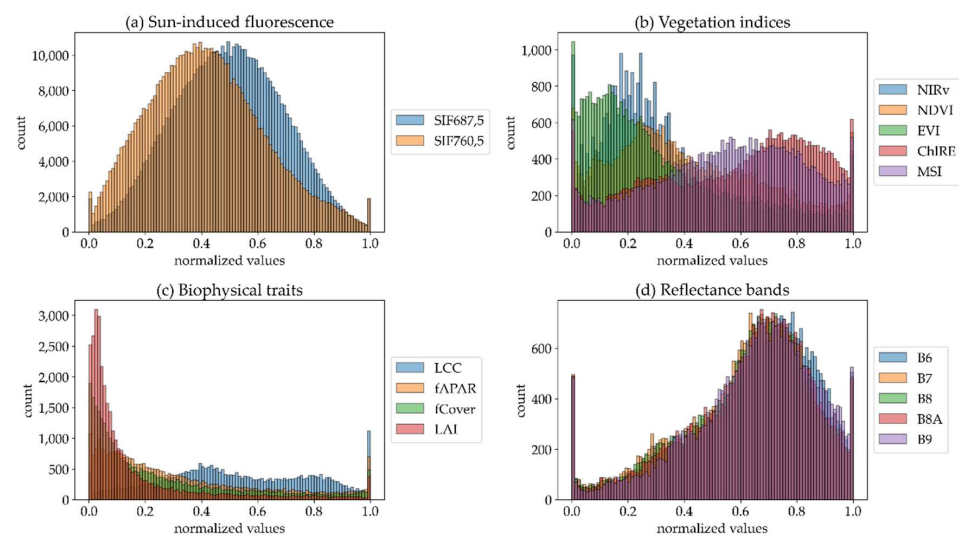 (a) Sun-induced fluorescence
10,000
8,000
6,000
4,000
2,000
0
count
0.0 0.2 0.4 0.6 0.8 1.0
normalized values
SIF687,5
SIF760,5
(b) Vegetation indices
1,000
800
600
400
200
0
count
0.0 0.2 0.4 0.6 0.8 1.0
normalized values
NIRv
NDVI
EVI
ChlRE
MSI
(c) Biophysical traits
3,000
2,500
2,000
1,500
1,000
500
0
count
0.0 0.2 0.4 0.6 0.8 1.0
normalized values
LCC
fAPAR
fCover
LAI
(d) Reflectance bands
600
400
200
0
count
0.0 0.2 0.4 0.6 0.8 1.0
normalized values
B6
B7
B8
B8A
B9